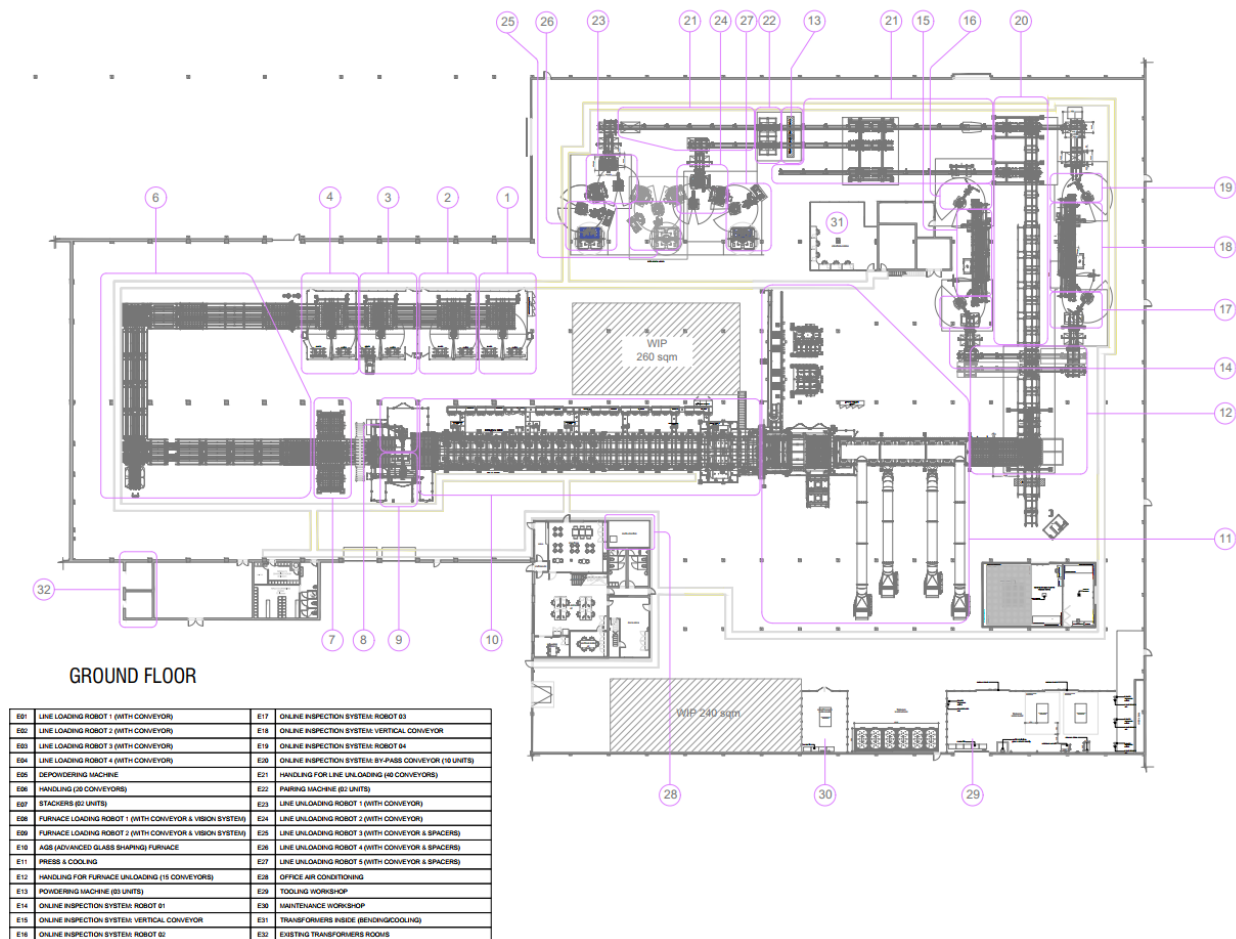 25 26 23 21 24 27 22 13 21 15 16 20
6 4 3 2 1 31 19
18
17
WIP
260 sqm
14
12
11
32
7 8 9 10
GROUND FLOOR
WIP 240 sqm
28 30 29
E01 LINE LOADING ROBOT 1 (WITH CONVEYOR) E17 ONLINE INSPECTION SYSTEM: ROBOT 03
E02 LINE LOADING ROBOT 2 (WITH CONVEYOR) E18 ONLINE INSPECTION SYSTEM: VERTICAL CONVEYOR
E03 LINE LOADING ROBOT 3 (WITH CONVEYOR) E19 ONLINE INSPECTION SYSTEM: ROBOT 04
E04 LINE LOADING ROBOT 4 (WITH CONVEYOR) E20 ONLINE INSPECTION SYSTEM: BY-PASS CONVEYOR (10 UNITS)
E05 DEPOWDERING MACHINE E21 HANDLING FOR LINE UNLOADING (40 CONVEYORS)
E06 HANDLING (20 CONVEYORS) E22 PAIRING MACHINE (02 UNITS)
E07 STACKERS (02 UNITS) E23 LINE UNLOADING ROBOT 1 (WITH CONVEYOR)
E08 FURNACE LOADING ROBOT 1 (WITH CONVEYOR & VISION SYSTEM) E24 LINE UNLOADING ROBOT 2 (WITH CONVEYOR)
E09 FURNACE LOADING ROBOT 2 (WITH CONVEYOR & VISION SYSTEM) E25 LINE UNLOADING ROBOT 3 (WITH CONVEYOR & SPACERS)
E10 AGS (ADVANCED GLASS SHAPING) FURNACE E26 LINE UNLOADING ROBOT 4 (WITH CONVEYOR & SPACERS)
E11 PRESS & COOLING E27 LINE UNLOADING ROBOT 5 (WITH CONVEYOR & SPACERS)
E12 HANDLING FOR FURNACE UNLOADING (15 CONVEYORS) E28 OFFICE AIR CONDITIONING
E13 POWDERING MACHINE (03 UNITS) E29 TOOLING WORKSHOP
E14 ONLINE INSPECTION SYSTEM: ROBOT 01 E30 MAINTENANCE WORKSHOP
E15 ONLINE INSPECTION SYSTEM: VERTICAL CONVEYOR E31 TRANSFORMERS INSIDE (BENDING/COOLING)
E16 ONLINE INSPECTION SYSTEM: ROBOT 02 E32 EXISTING TRANSFORMERS ROOMS